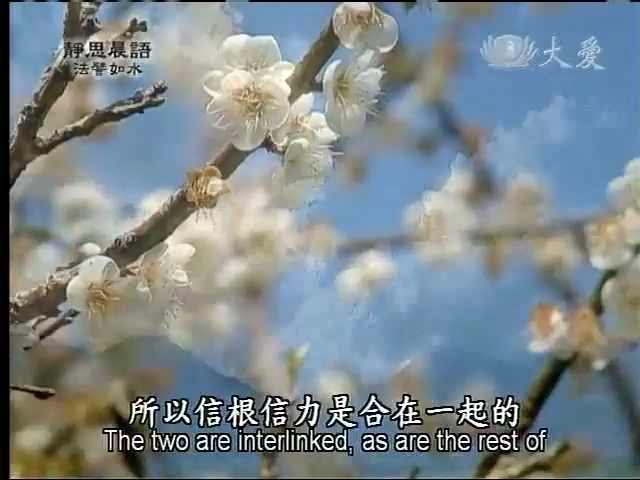 靜思晨語
法譬如水
大愛
所以信根信力是合在一起的
The two are interlinked, as are the rest of